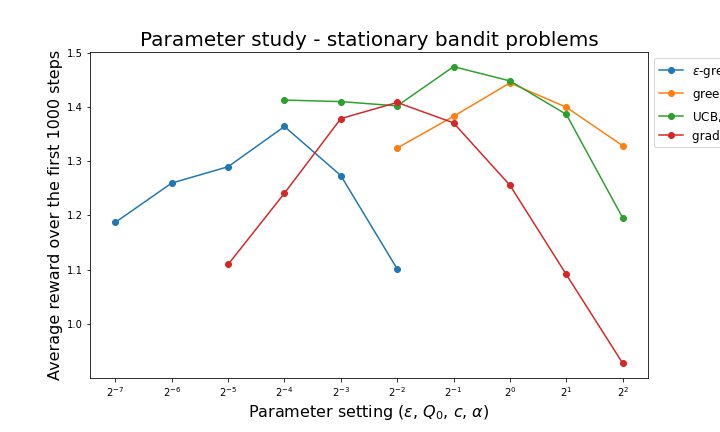 Parameter study - stationary bandit problems
Average reward over the first 1000 steps
1.5
1.4
1.3
1.2
1.1
1.0
2⁻⁷ 2⁻⁶ 2⁻⁵ 2⁻⁴ 2⁻³ 2⁻² 2⁻¹ 2⁰ 2¹ 2²
Parameter setting (ε, Q₀, c, α)
ε-gre
gree
UCB,
grad